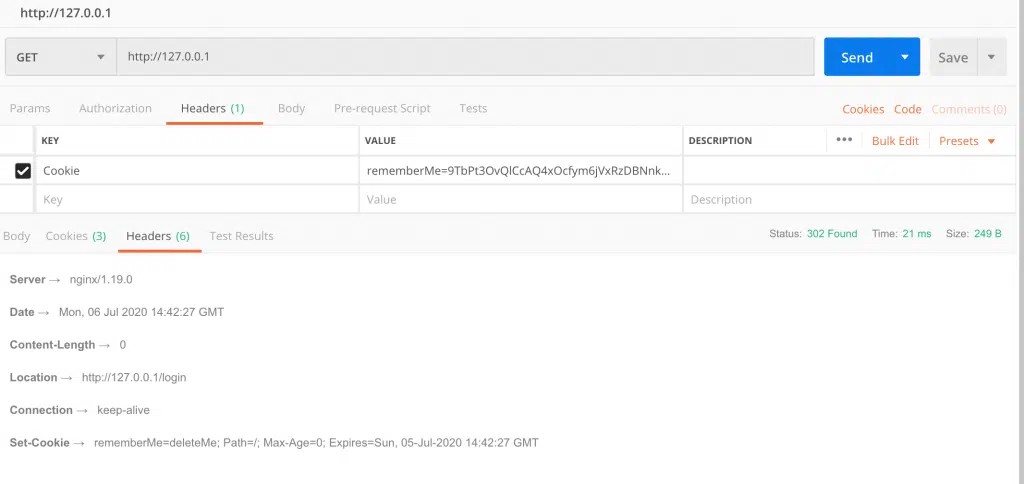 http://127.0.0.1
GET http://127.0.0.1 Send Save
Params Authorization Headers (1) Body Pre-request Script Tests Cookies Code Comments (0)
KEY VALUE DESCRIPTION ••• Bulk Edit Presets
Cookie rememberMe=9TbPt3OvQlCcAQ4xOcfym6jVxRzDBNnk...
Key Value Description
Body Cookies (3) Headers (6) Test Results Status: 302 Found Time: 21 ms Size: 249 B
Server → nginx/1.19.0
Date → Mon, 06 Jul 2020 14:42:27 GMT
Content-Length → 0
Location → http://127.0.0.1/login
Connection → keep-alive
Set-Cookie → rememberMe=deleteMe; Path=/; Max-Age=0; Expires=Sun, 05-Jul-2020 14:42:27 GMT